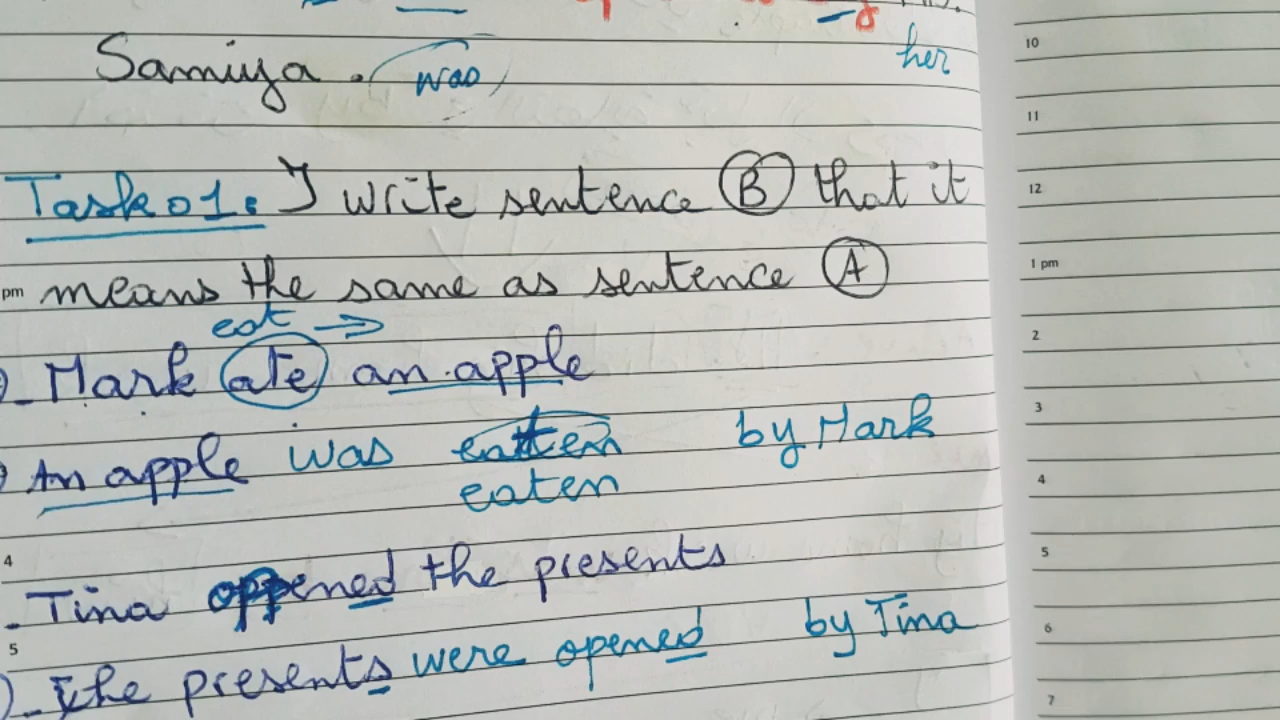 her
Samiya. (was)
Task 01: I write sentence B that it
means the same as sentence A
eat →
Mark ate an apple
An apple was by Mark
eaten
Tina oppened the presents
The presents were opened by Tina
pm
4
5
10
11
12
1 pm
2
3
4
5
6
7